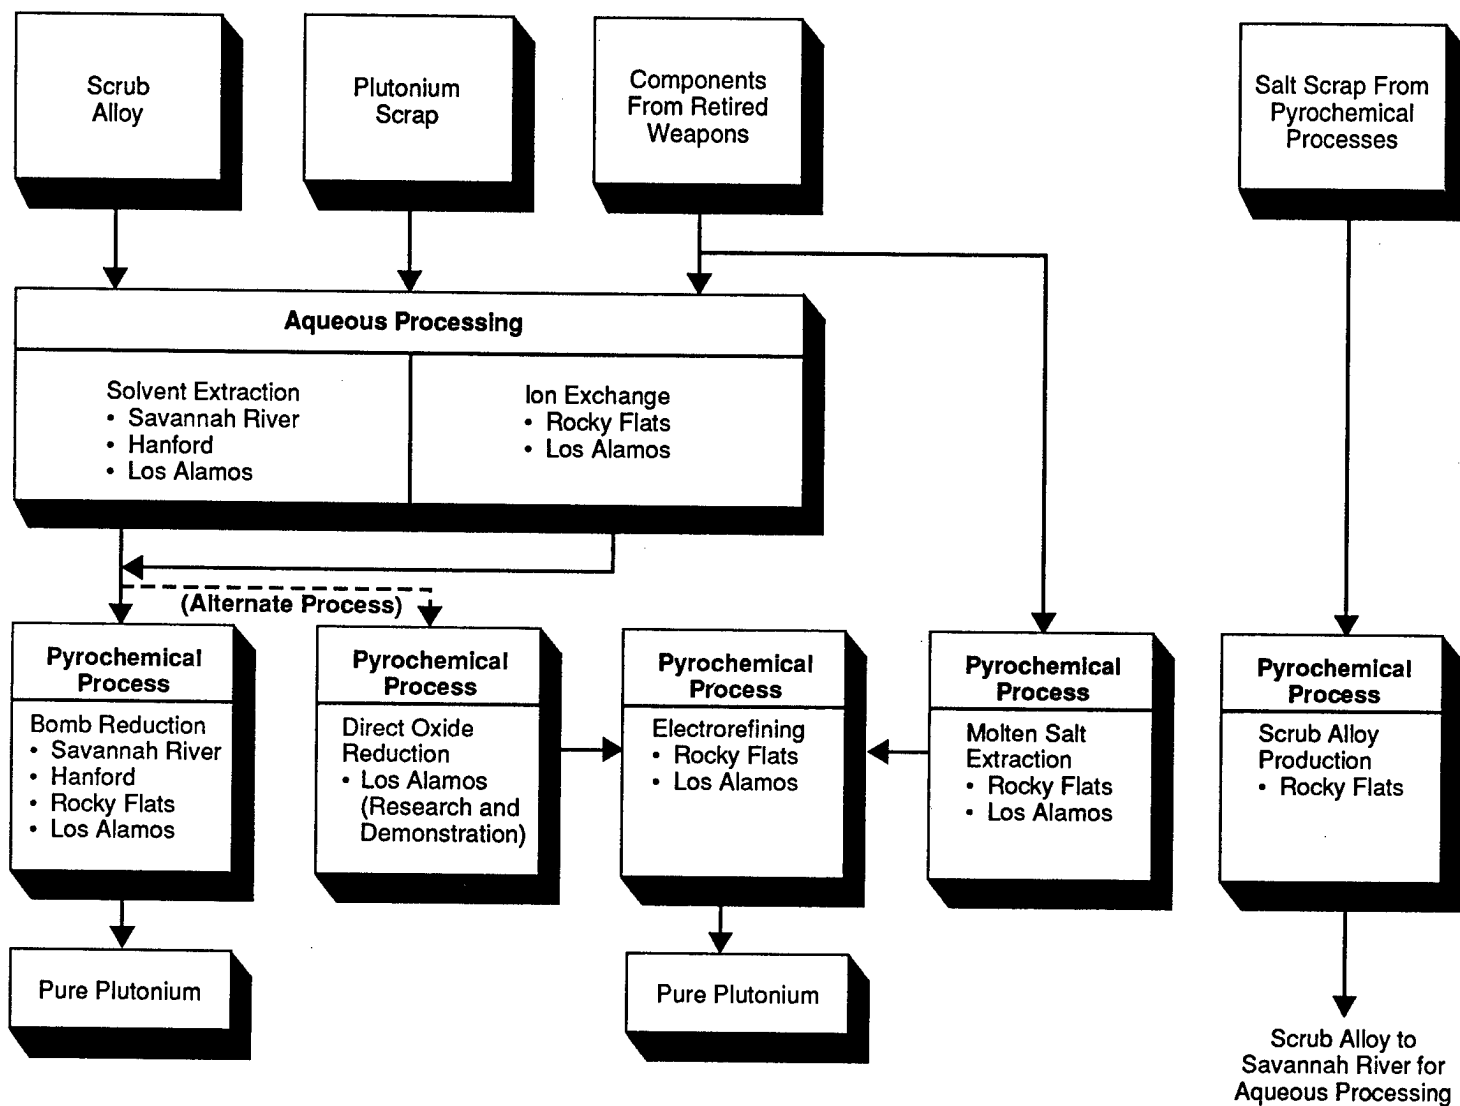 Scrub
Alloy
Plutonium
Scrap
Components
From Retired
Weapons
Salt Scrap From
Pyrochemical
Processes
Aqueous Processing
Solvent Extraction
• Savannah River
• Hanford
• Los Alamos
Ion Exchange
• Rocky Flats
• Los Alamos
(Alternate Process)
Pyrochemical
Process
Bomb Reduction
• Savannah River
• Hanford
• Rocky Flats
• Los Alamos
Pyrochemical
Process
Direct Oxide
Reduction
• Los Alamos
(Research and
Demonstration)
Pyrochemical
Process
Electrorefining
• Rocky Flats
• Los Alamos
Pyrochemical
Process
Molten Salt
Extraction
• Rocky Flats
• Los Alamos
Pyrochemical
Process
Scrub Alloy
Production
• Rocky Flats
Pure Plutonium
Pure Plutonium
Scrub Alloy to
Savannah River for
Aqueous Processing